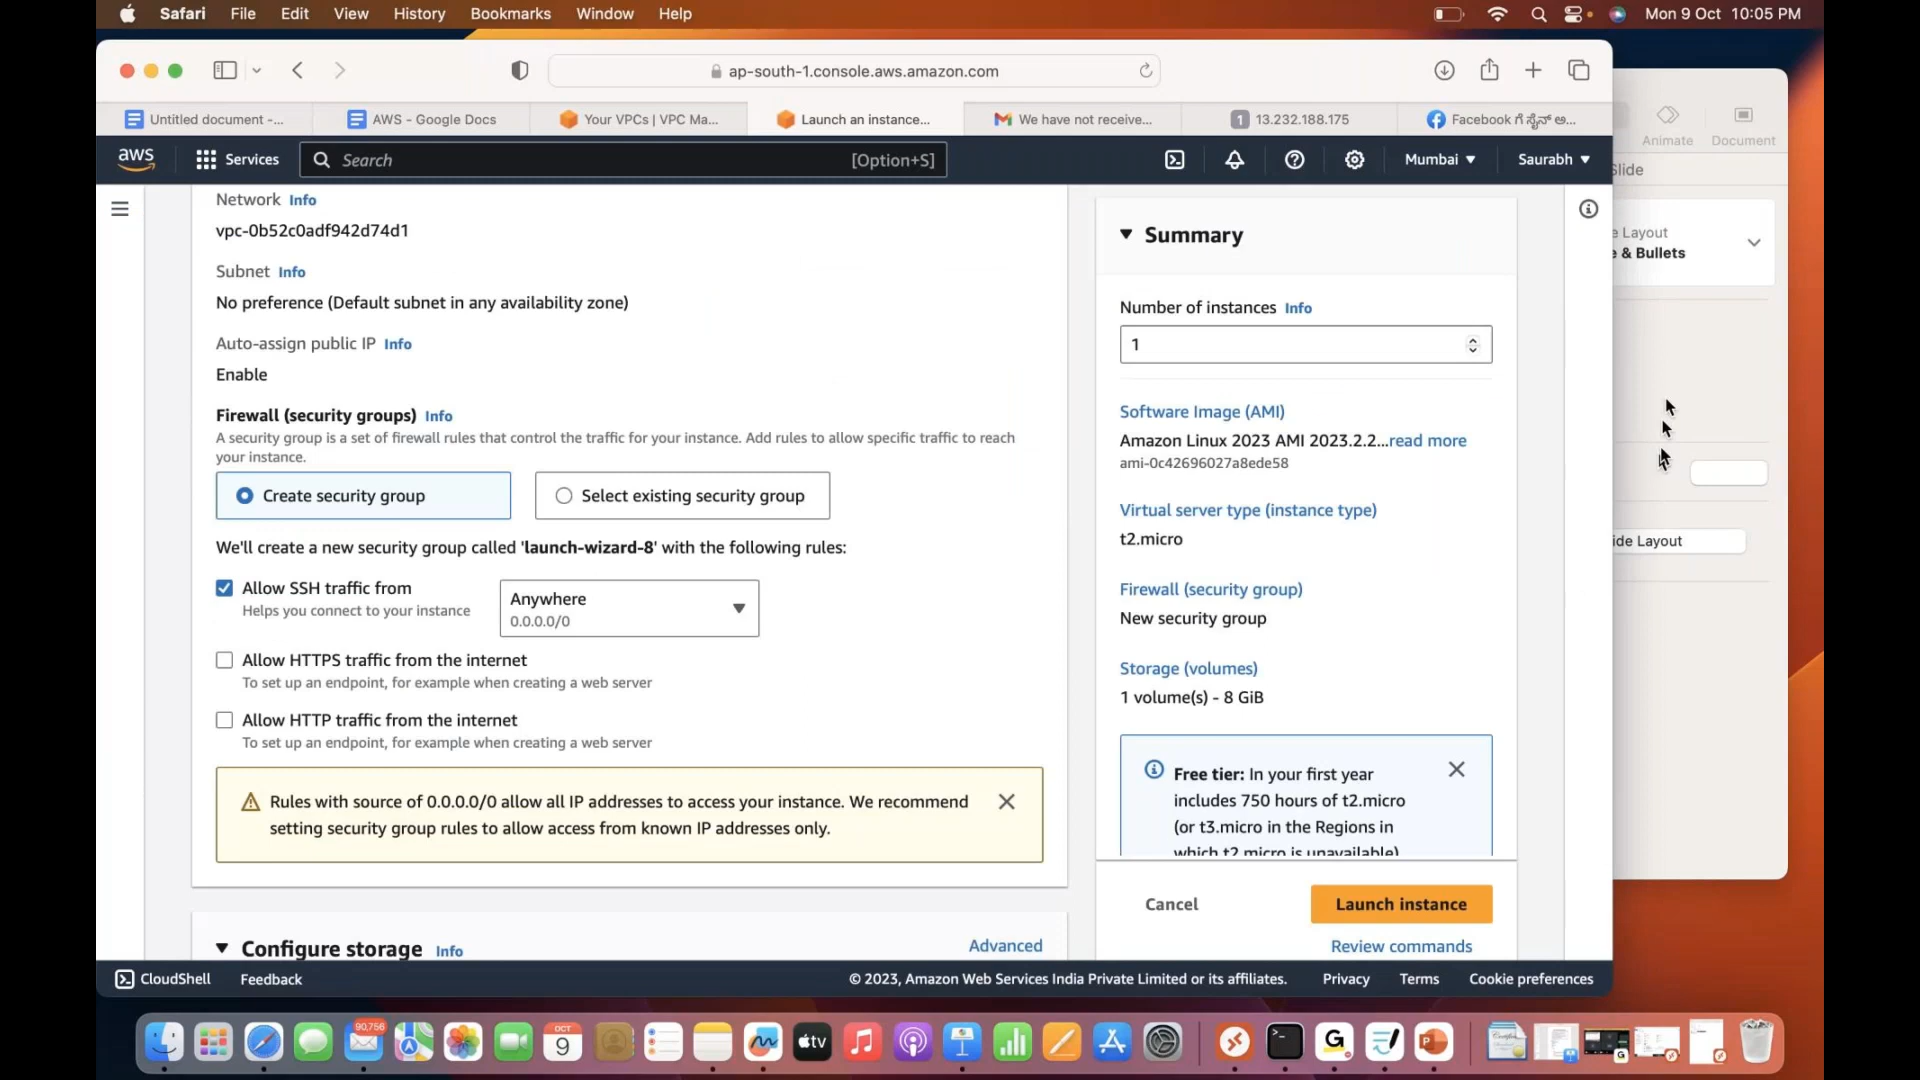 Safari File Edit View History Bookmarks Window Help Mon 9 Oct 10:05 PM
ap-south-1.console.aws.amazon.com
Untitled document -... AWS - Google Docs Your VPCs | VPC Ma... Launch an instance... We have not receive... 1 13.232.188.175 Facebook ಗೆ ಸೈನ್ ಅ...
Animate Document
aws Services Search [Option+S] Mumbai Saurabh
Slide
Network Info
vpc-0b52c0adf942d74d1
Subnet Info
No preference (Default subnet in any availability zone)
Auto-assign public IP Info
Enable
Firewall (security groups) Info
A security group is a set of firewall rules that control the traffic for your instance. Add rules to allow specific traffic to reach
your instance.
Create security group Select existing security group
We'll create a new security group called 'launch-wizard-8' with the following rules:
Allow SSH traffic from
Helps you connect to your instance
Anywhere
0.0.0.0/0
Allow HTTPS traffic from the internet
To set up an endpoint, for example when creating a web server
Allow HTTP traffic from the internet
To set up an endpoint, for example when creating a web server
Rules with source of 0.0.0.0/0 allow all IP addresses to access your instance. We recommend
setting security group rules to allow access from known IP addresses only.
Configure storage Info Advanced
Summary
Number of instances Info
1
Software Image (AMI)
Amazon Linux 2023 AMI 2023.2.2...read more
ami-0c42696027a8ede58
Virtual server type (instance type)
t2.micro
Firewall (security group)
New security group
Storage (volumes)
1 volume(s) - 8 GiB
Free tier: In your first year
includes 750 hours of t2.micro
(or t3.micro in the Regions in
which t2.micro is unavailable)
Cancel Launch instance
Review commands
e Layout
e & Bullets
ide Layout
CloudShell Feedback © 2023, Amazon Web Services India Private Limited or its affiliates. Privacy Terms Cookie preferences
90,756
OCT
9
tv